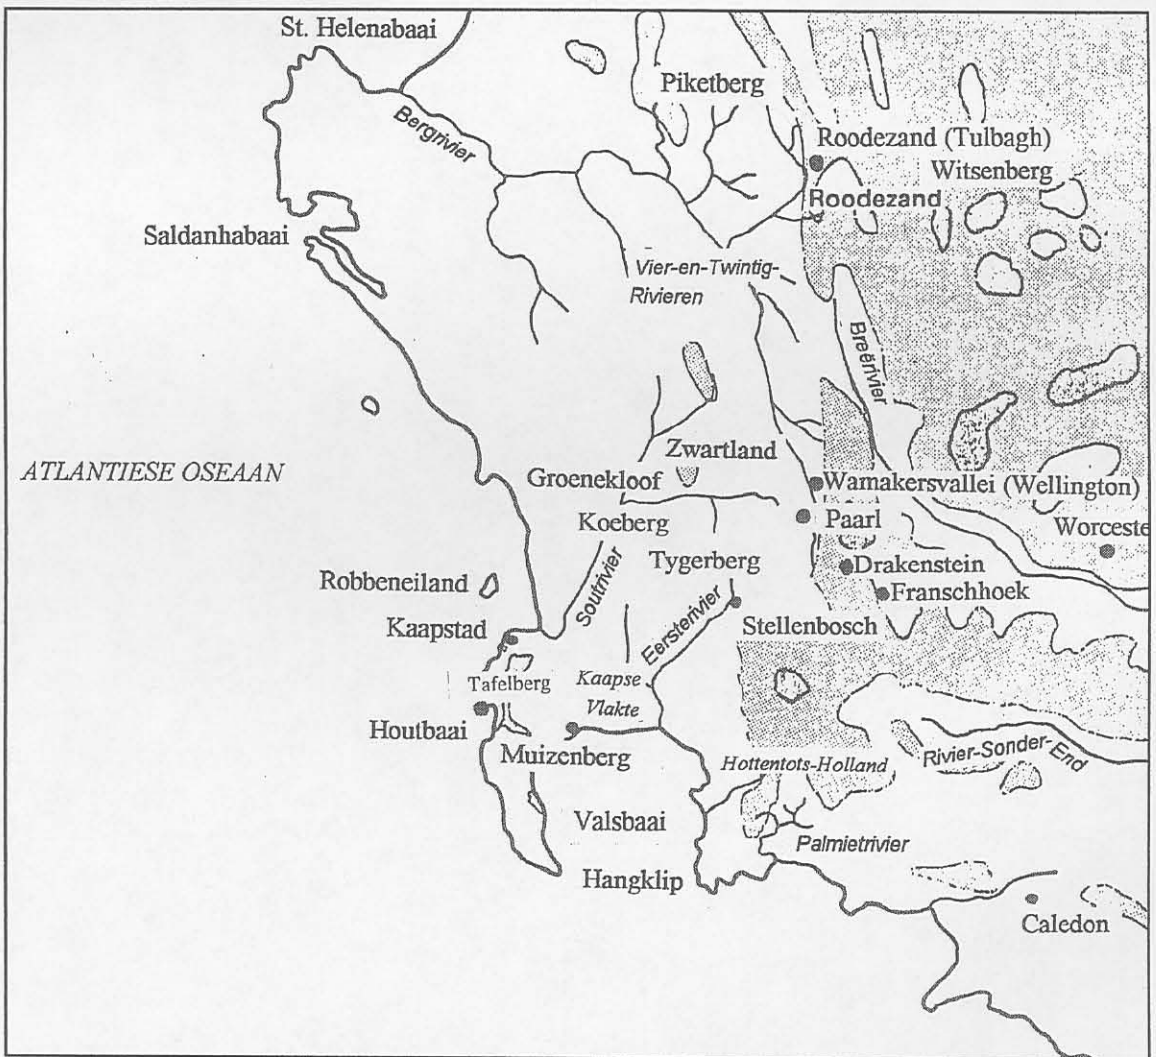 St. Helenabaai
Piketberg
Bergrivier
Roodezand (Tulbagh)
Witsenberg
Roodezand
Saldanhabaai
Vier-en-Twintig-
Rivieren
Breërivier
Zwartland
ATLANTIESE OSEAAN
Groenekloof
Wamakersvallei (Wellington)
Koeberg
Paarl
Worceste
Tygerberg
Drakenstein
Robbeneiland
Soutrivier
Franschhoek
Eersterivier
Kaapstad
Stellenbosch
Tafelberg
Kaapse
Vlakte
Houtbaai
Muizenberg
Hottentots-Holland
Rivier-Sonder-End
Valsbaai
Palmietrivier
Hangklip
Caledon